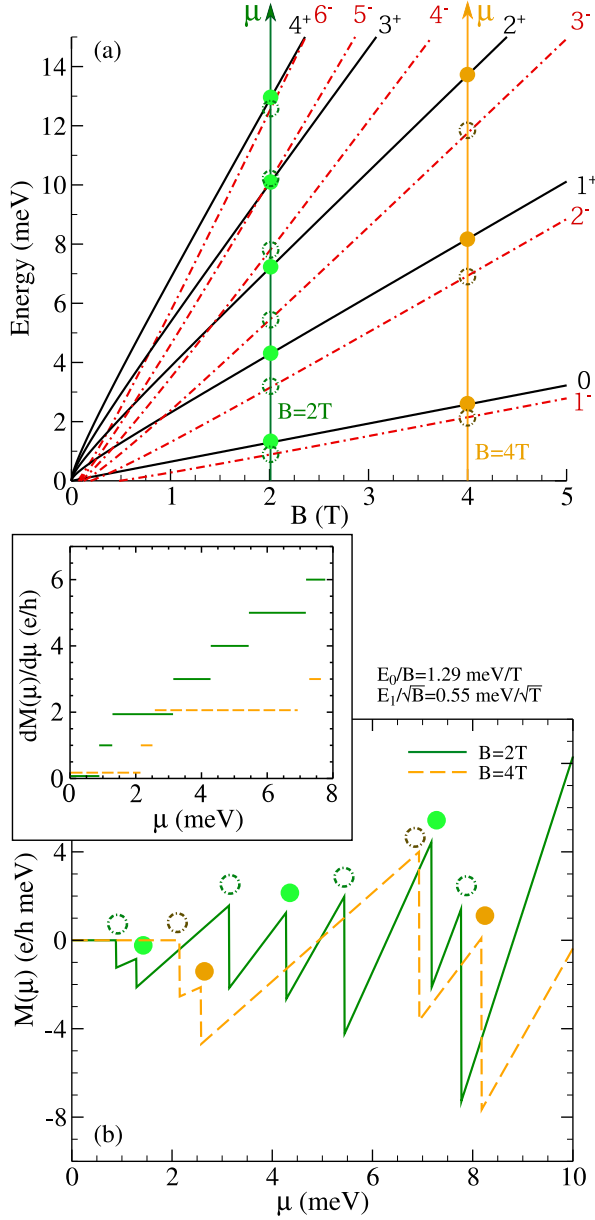 (a)
μ
μ
4⁺
6⁻
5⁻
3⁺
4⁻
2⁺
3⁻
14
12
10
8
6
4
2
0
Energy (meV)
1⁺
2⁻
0
1⁻
B=2T
B=4T
0
1
2
3
4
5
B (T)
6
4
2
0
dM(μ)/dμ (e/h)
0
2
4
6
8
μ (meV)
E₀/B=1.29 meV/T
E₁/√B=0.55 meV/√T
B=2T
B=4T
4
0
-4
-8
M(μ) (e/h meV)
(b)
0
2
4
6
8
10
μ (meV)